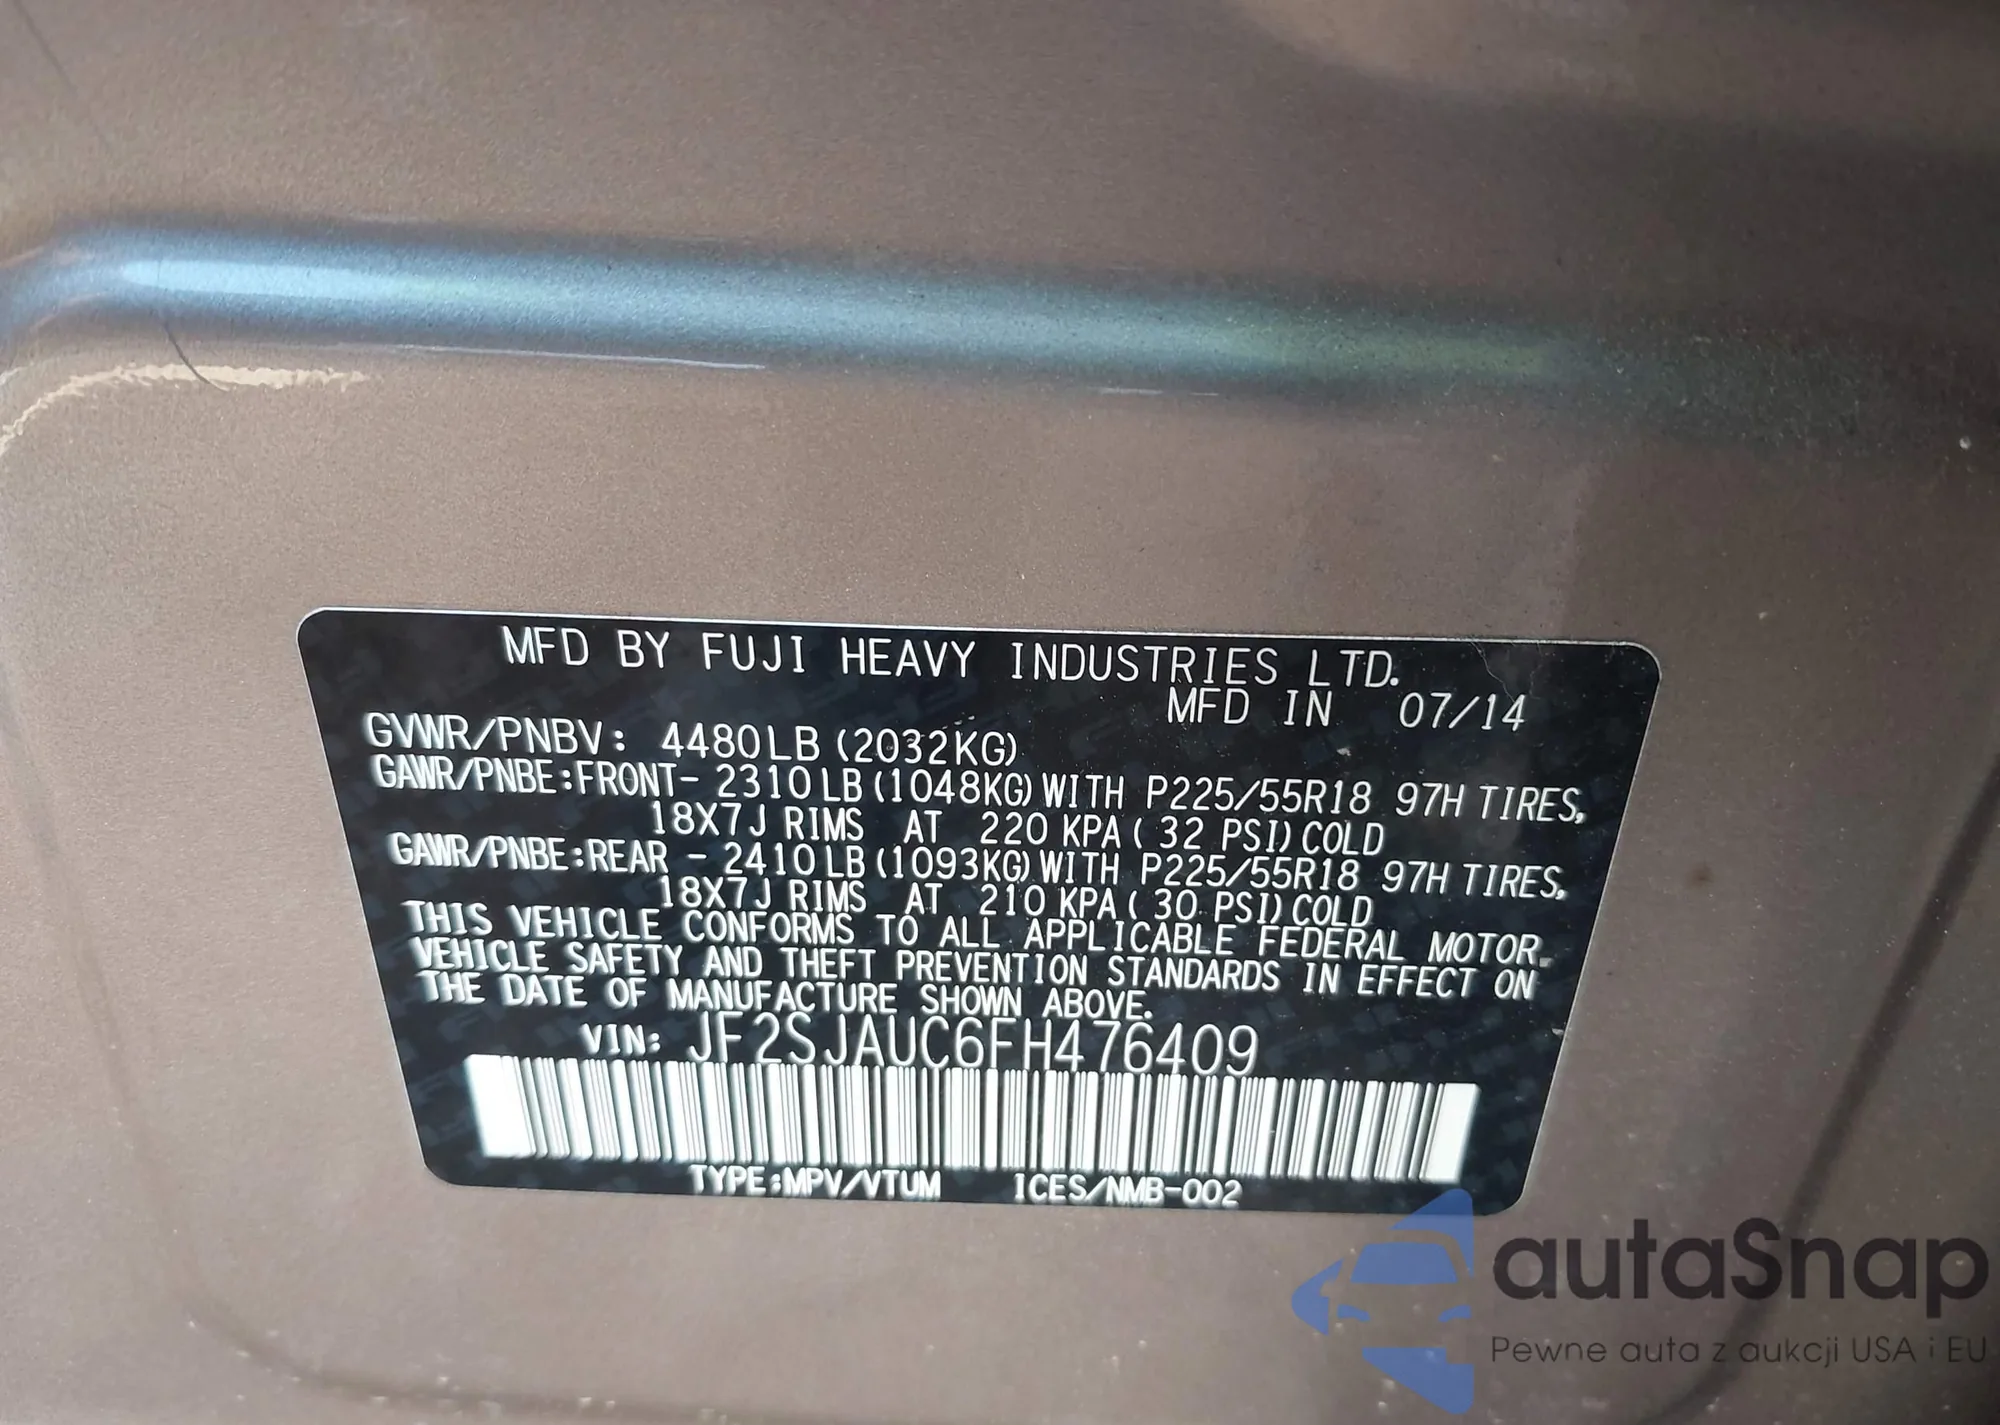 MFD BY FUJI HEAVY INDUSTRIES LTD.
MFD IN 07/14
GVWR/PNBV: 4480LB (2032KG)
GAWR/PNBE:FRONT- 2310LB (1048KG) WITH P225/55R18 97H TIRES,
18X7J RIMS AT 220 KPA ( 32 PSI) COLD
GAWR/PNBE:REAR - 2410LB (1093KG) WITH P225/55R18 97H TIRES,
18X7J RIMS AT 210 KPA ( 30 PSI) COLD
THIS VEHICLE CONFORMS TO ALL APPLICABLE FEDERAL MOTOR
VEHICLE SAFETY AND THEFT PREVENTION STANDARDS IN EFFECT ON
THE DATE OF MANUFACTURE SHOWN ABOVE.
VIN: JF2SJAUC6FH476409
TYPE:MPV/VTUM ICES/NMB-002
autaSnap
Pewne auta z aukcji USA i EU